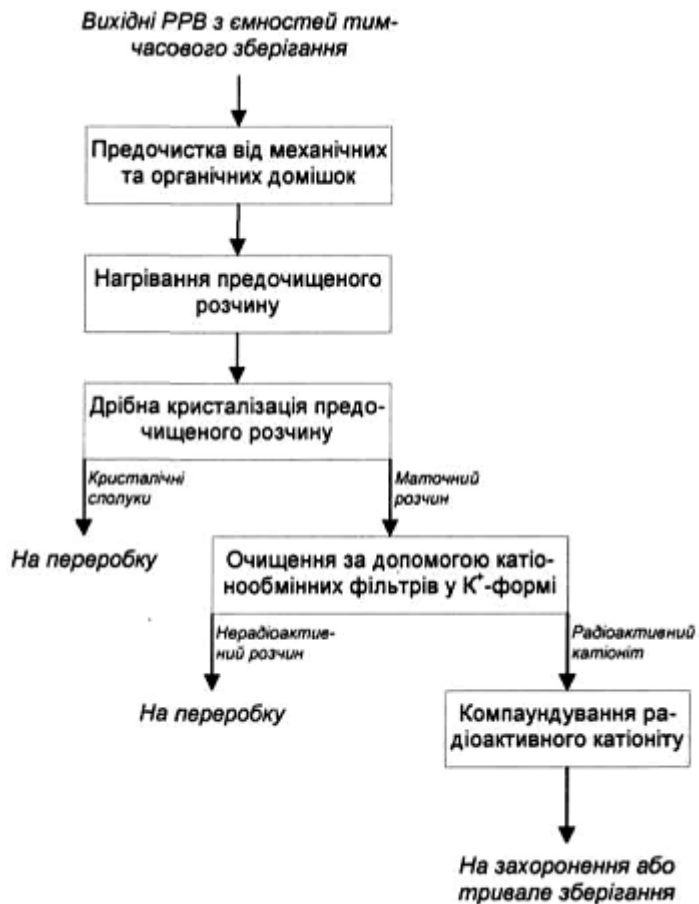 Вихідні РРВ з ємностей тим-
часового зберігання
Предочистка від механічних
та органічних домішок
Нагрівання предочищеного
розчину
Дрібна кристалізація предо-
чищеного розчину
Кристалічні
сполуки
Маточний
розчин
На переробку
Очищення за допомогою катіо-
нообмінних фільтрів у К⁺-формі
Нерадіоактив-
ний розчин
Радіоактивний
катіоніт
На переробку
Компаундування ра-
діоактивного катіоніту
На захоронення або
тривале зберігання